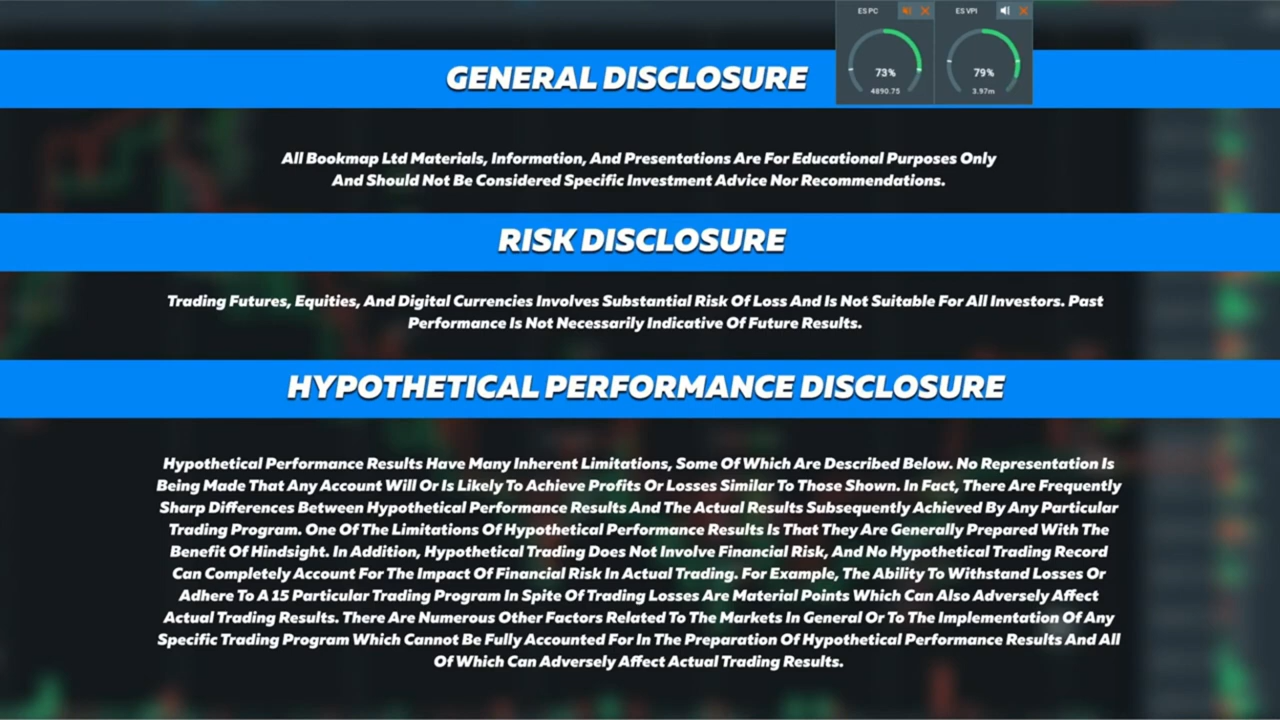 ES PC
ES VPI
73%
79%
4890.75
3.97m
GENERAL DISCLOSURE
All Bookmap Ltd Materials, Information, And Presentations Are For Educational Purposes Only
And Should Not Be Considered Specific Investment Advice Nor Recommendations.
RISK DISCLOSURE
Trading Futures, Equities, And Digital Currencies Involves Substantial Risk Of Loss And Is Not Suitable For All Investors. Past
Performance Is Not Necessarily Indicative Of Future Results.
HYPOTHETICAL PERFORMANCE DISCLOSURE
Hypothetical Performance Results Have Many Inherent Limitations, Some Of Which Are Described Below. No Representation Is
Being Made That Any Account Will Or Is Likely To Achieve Profits Or Losses Similar To Those Shown. In Fact, There Are Frequently
Sharp Differences Between Hypothetical Performance Results And The Actual Results Subsequently Achieved By Any Particular
Trading Program. One Of The Limitations Of Hypothetical Performance Results Is That They Are Generally Prepared With The
Benefit Of Hindsight. In Addition, Hypothetical Trading Does Not Involve Financial Risk, And No Hypothetical Trading Record
Can Completely Account For The Impact Of Financial Risk In Actual Trading. For Example, The Ability To Withstand Losses Or
Adhere To A 15 Particular Trading Program In Spite Of Trading Losses Are Material Points Which Can Also Adversely Affect
Actual Trading Results. There Are Numerous Other Factors Related To The Markets In General Or To The Implementation Of Any
Specific Trading Program Which Cannot Be Fully Accounted For In The Preparation Of Hypothetical Performance Results And All
Of Which Can Adversely Affect Actual Trading Results.